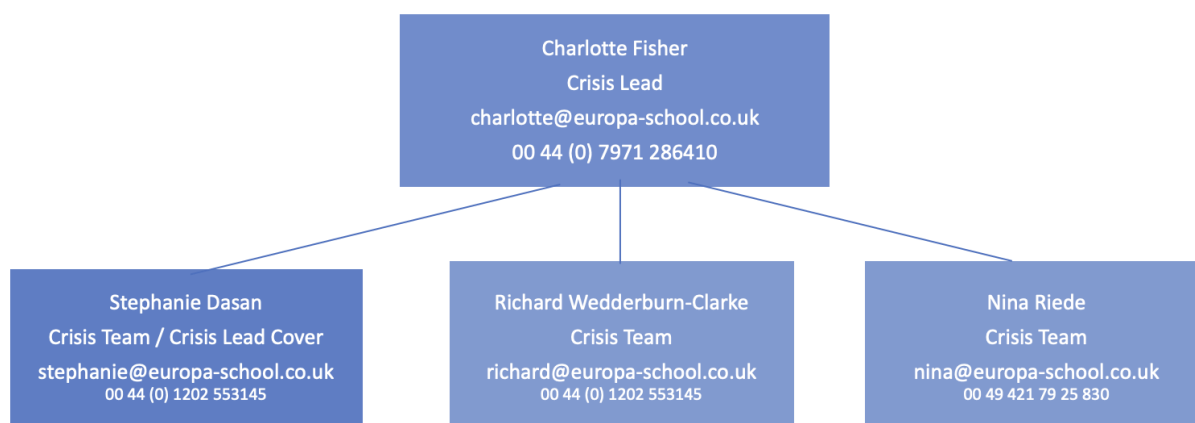 Charlotte Fisher
Crisis Lead
charlotte@europa-school.co.uk
00 44 (0) 7971 286410
Stephanie Dasan
Crisis Team / Crisis Lead Cover
stephanie@europa-school.co.uk
00 44 (0) 1202 553145
Richard Wedderburn-Clarke
Crisis Team
richard@europa-school.co.uk
00 44 (0) 1202 553145
Nina Riede
Crisis Team
nina@europa-school.co.uk
00 49 421 79 25 830